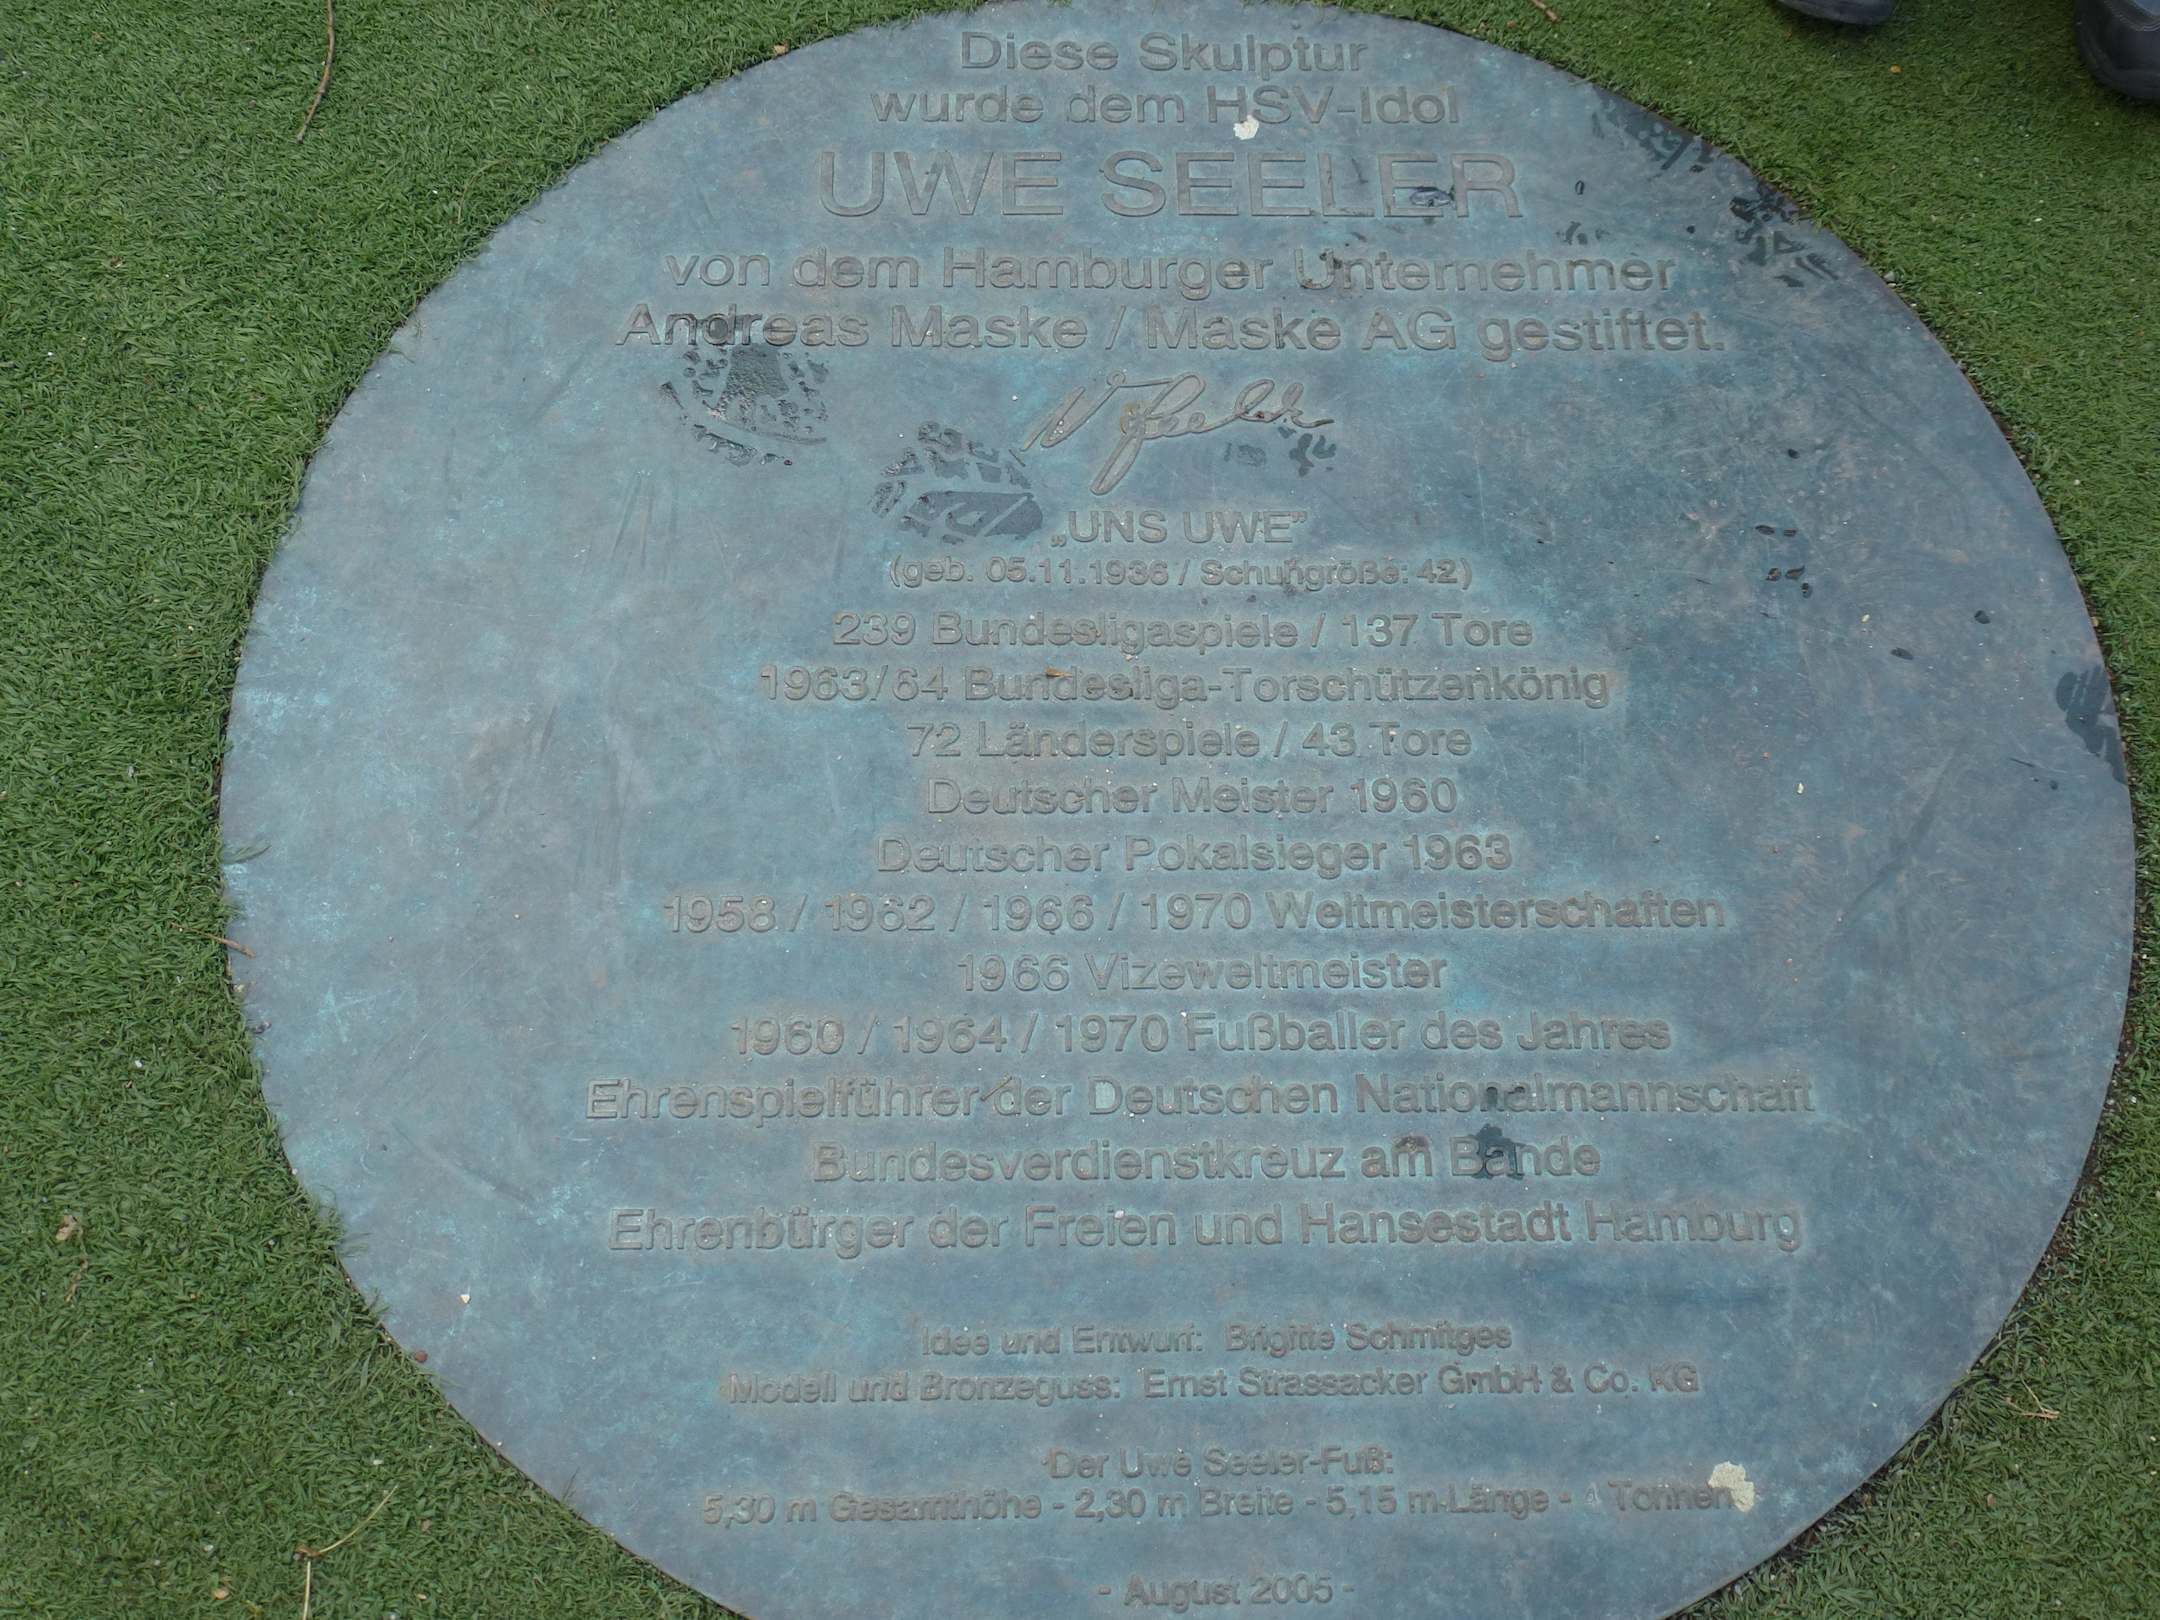 Diese Skulptur
wurde dem HSV-Idol
UWE SEELER
von dem Hamburger Unternehmer
Andreas Maske / Maske AG gestiftet.
„UNS UWE”
(geb. 05.11.1936 / Schuhgröße: 42)
239 Bundesligaspiele / 137 Tore
1963/64 Bundesliga-Torschützenkönig
72 Länderspiele / 43 Tore
Deutscher Meister 1960
Deutscher Pokalsieger 1963
1958 / 1962 / 1966 / 1970 Weltmeisterschaften
1966 Vizeweltmeister
1960 / 1964 / 1970 Fußballer des Jahres
Ehrenspielführer der Deutschen Nationalmannschaft
Bundesverdienstkreuz am Bande
Ehrenbürger der Freien und Hansestadt Hamburg
Idee und Entwurf: Brigitte Schmitges
Modell und Bronzeguss: Ernst Strassacker GmbH & Co. KG
Der Uwe Seeler-Fuß:
5,30 m Gesamthöhe - 2,30 m Breite - 5,15 m-Länge - Tonnen
- August 2005 -